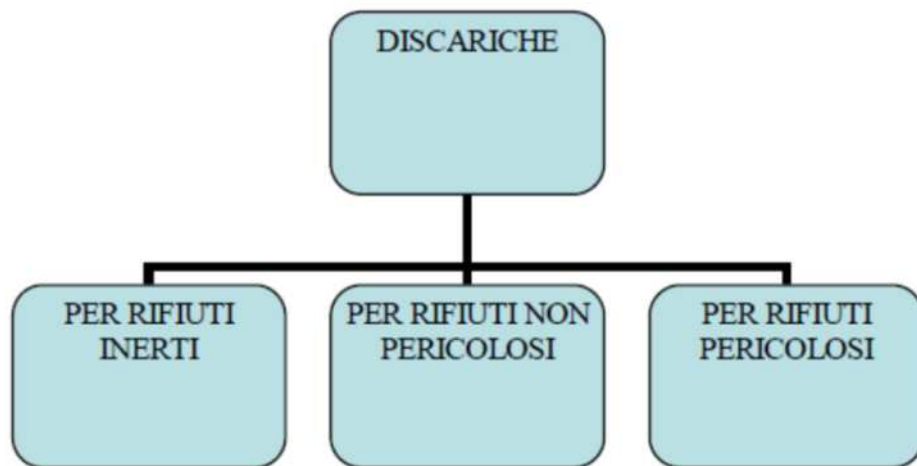 DISCARICHE
PER RIFIUTI
INERTI
PER RIFIUTI NON
PERICOLOSI
PER RIFIUTI
PERICOLOSI